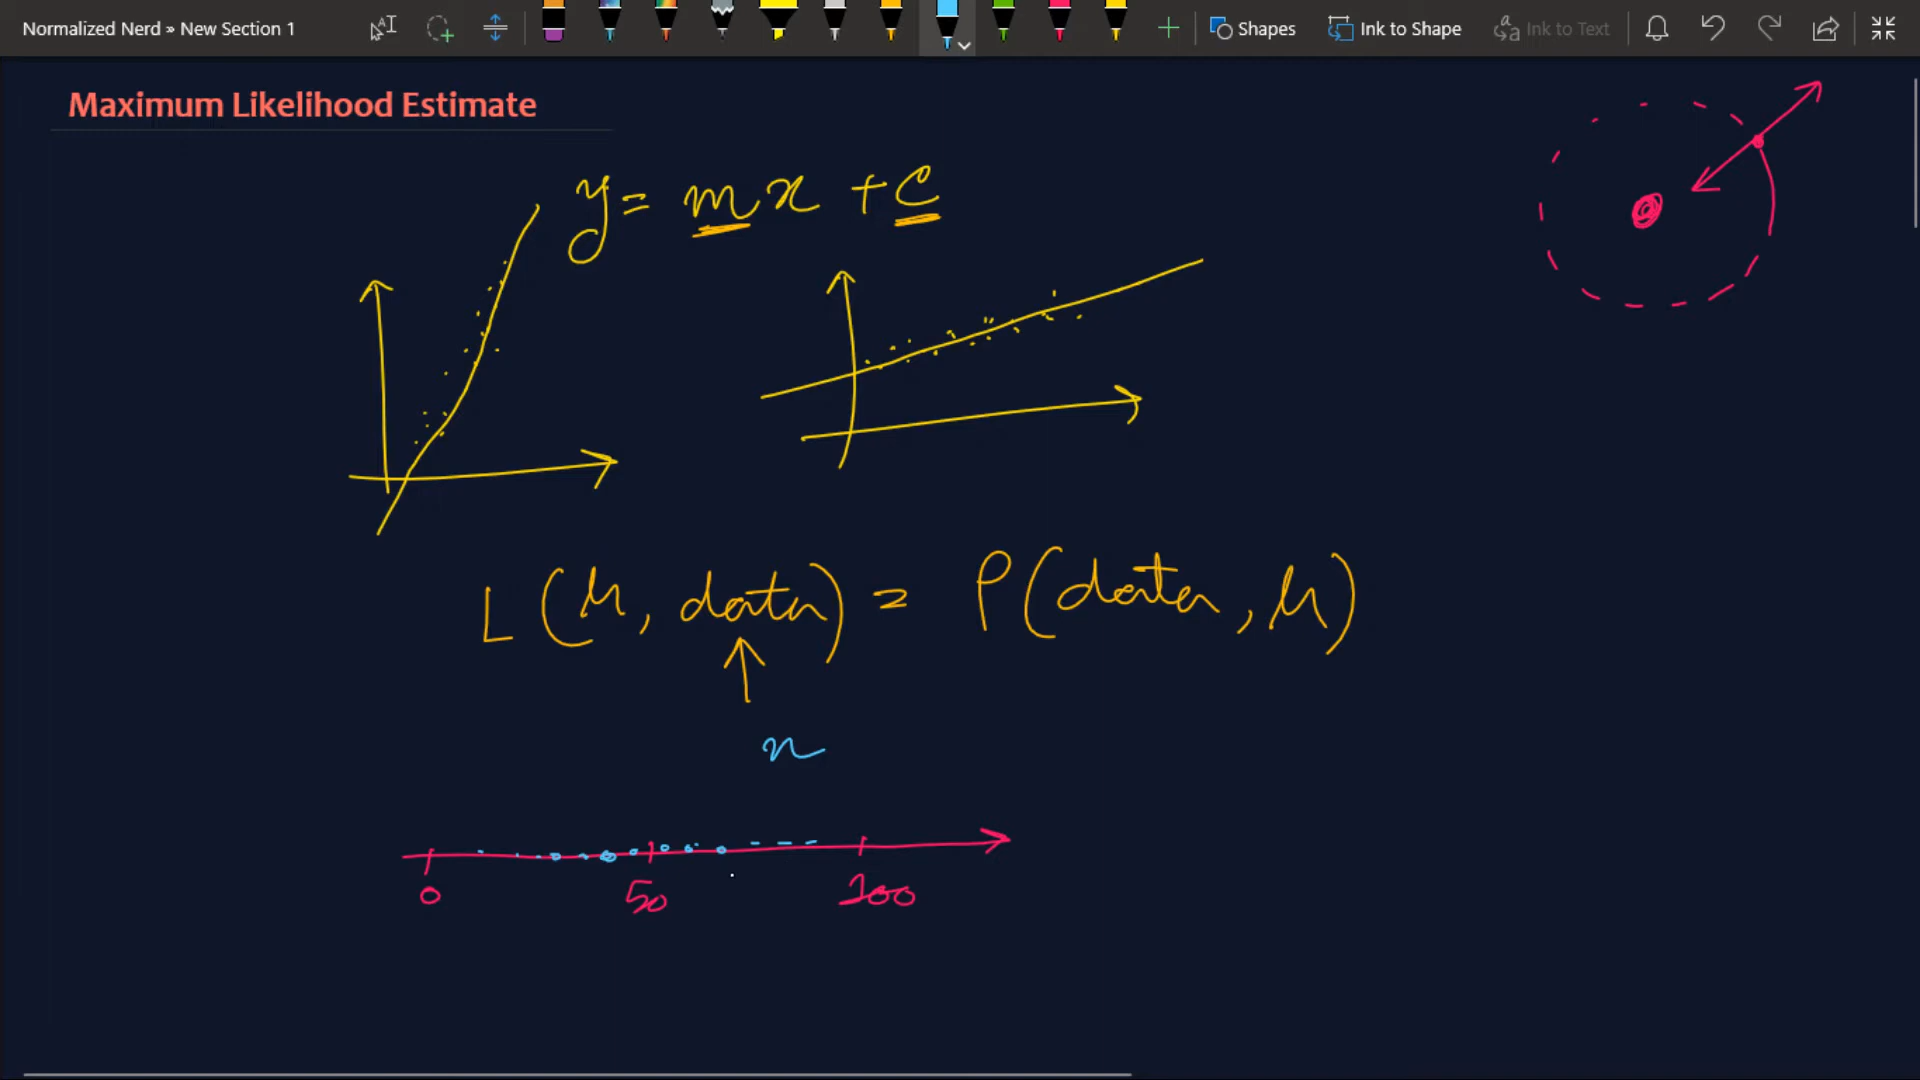 Normalized Nerd » New Section 1
Shapes
Ink to Shape
Ink to Text
Maximum Likelihood Estimate
y = mx + c
L(μ, data) = P(data, μ)
n
0 50 100